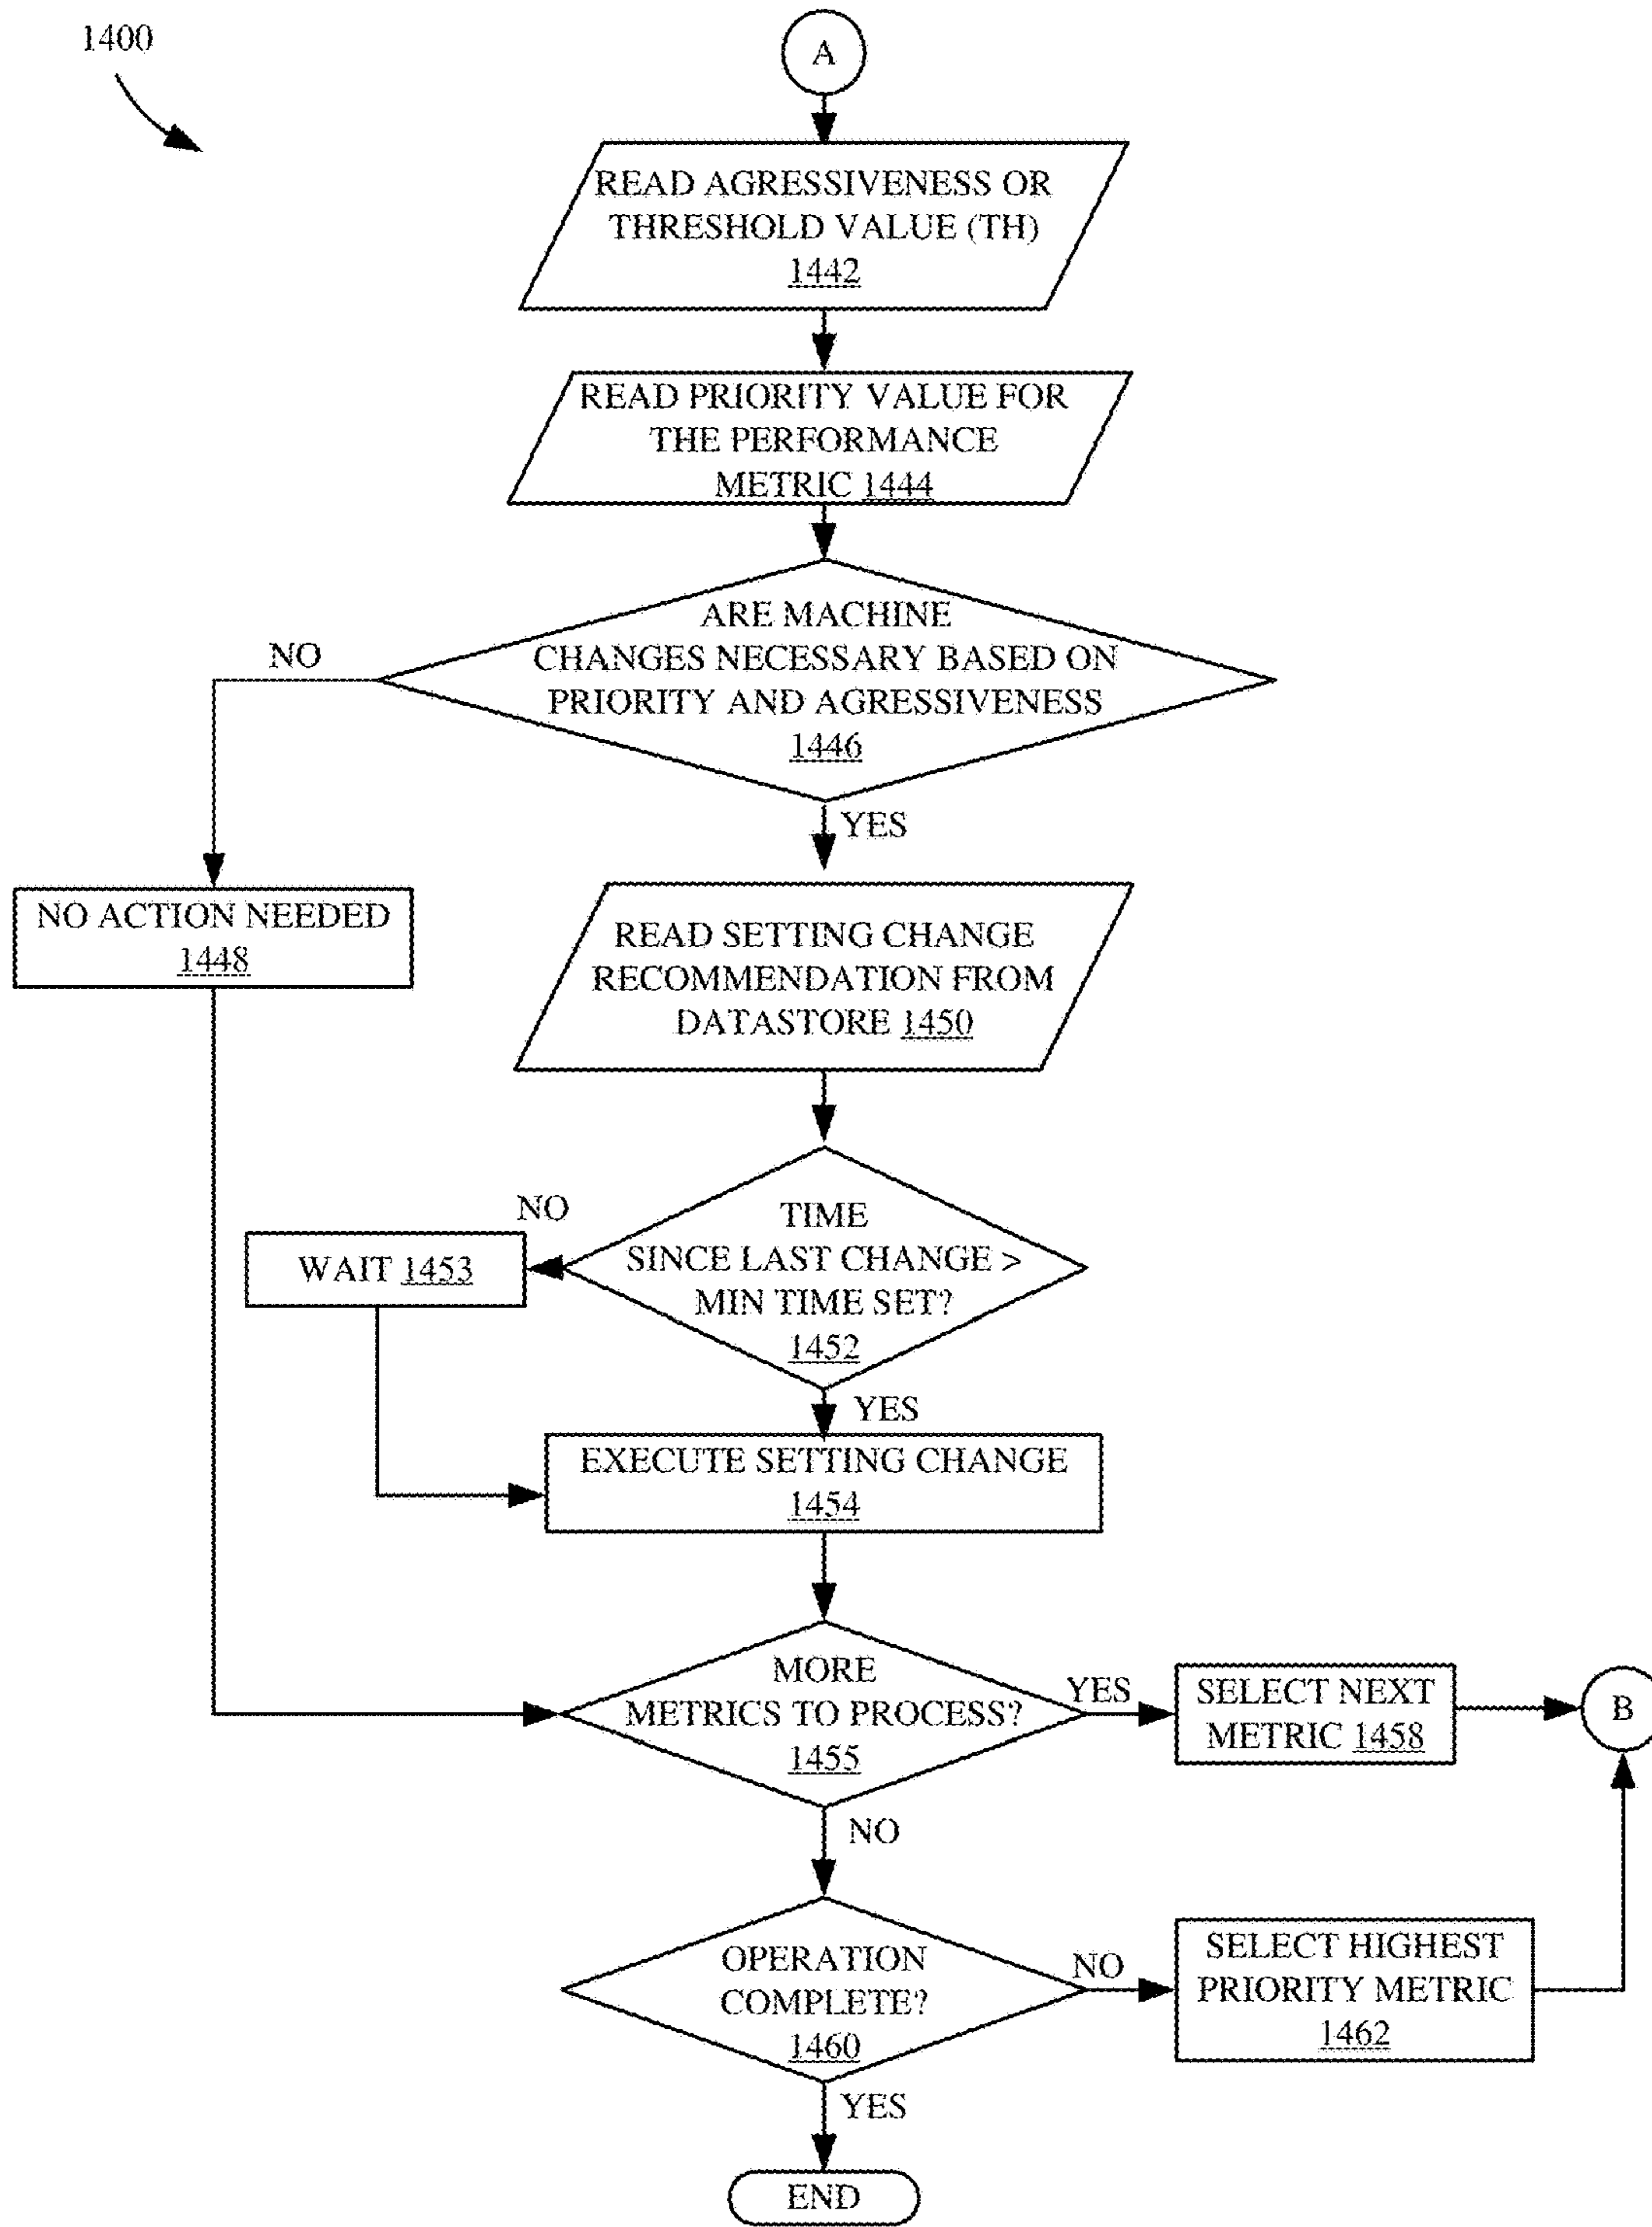 1400
A
READ AGRESSIVENESS OR
THRESHOLD VALUE (TH)
1442
READ PRIORITY VALUE FOR
THE PERFORMANCE
METRIC 1444
ARE MACHINE
CHANGES NECESSARY BASED ON
PRIORITY AND AGRESSIVENESS
1446
NO
YES
NO ACTION NEEDED
1448
READ SETTING CHANGE
RECOMMENDATION FROM
DATASTORE 1450
TIME
SINCE LAST CHANGE >
MIN TIME SET?
1452
NO
WAIT 1453
YES
EXECUTE SETTING CHANGE
1454
MORE
METRICS TO PROCESS?
1455
YES
SELECT NEXT
METRIC 1458
B
NO
OPERATION
COMPLETE?
1460
NO
SELECT HIGHEST
PRIORITY METRIC
1462
YES
END